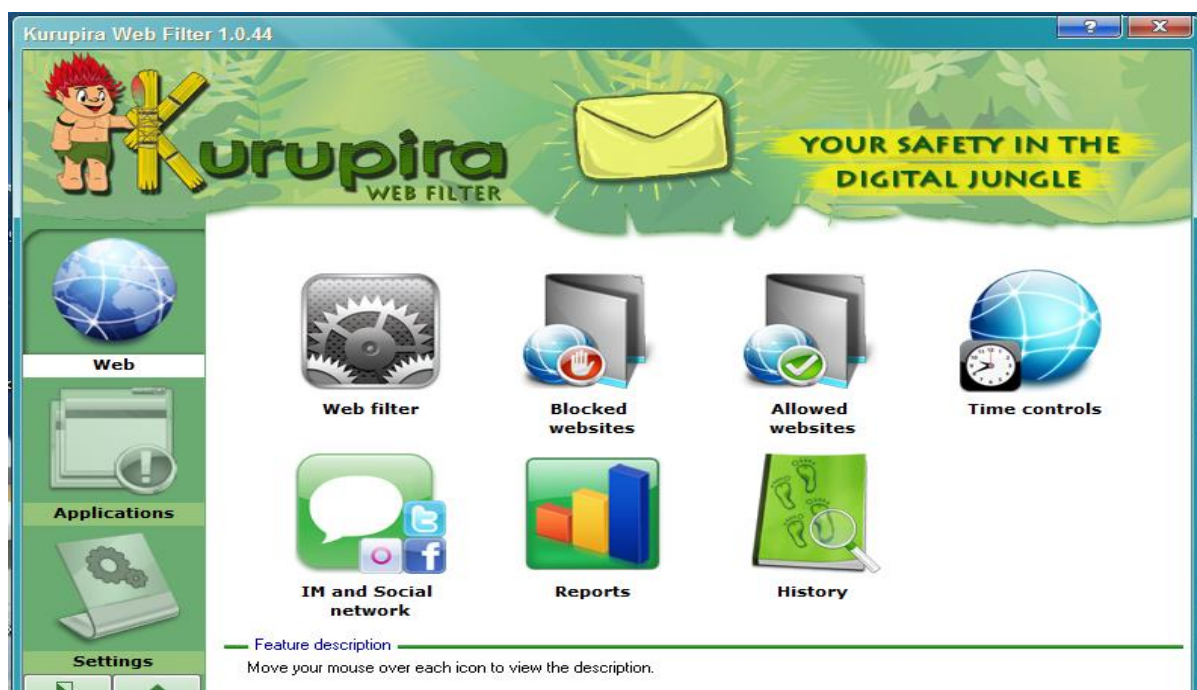 Kurupira Web Filter 1.0.44
Kurupira
WEB FILTER
YOUR SAFETY IN THE
DIGITAL JUNGLE
Web
Applications
Settings
Web filter
Blocked
websites
Allowed
websites
Time controls
IM and Social
network
Reports
History
Feature description
Move your mouse over each icon to view the description.